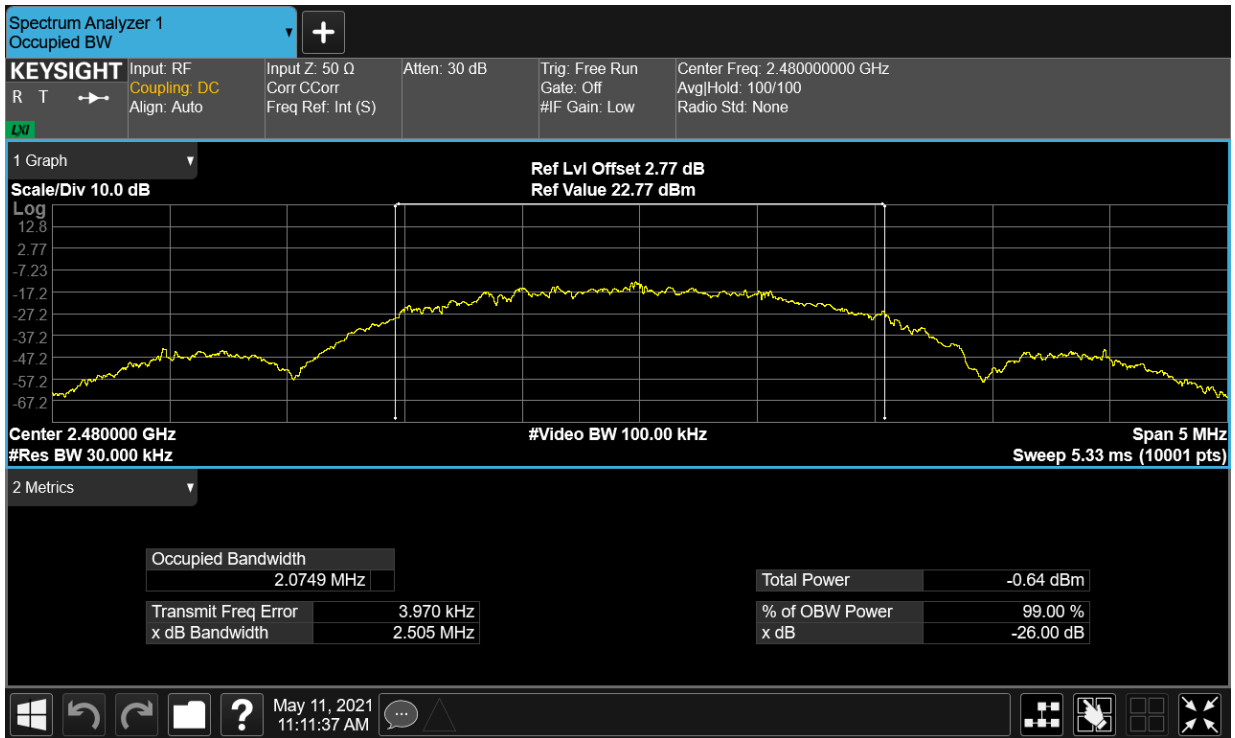 Spectrum Analyzer 1
Occupied BW
KEYSIGHT
R T
LXI
Input: RF
Coupling: DC
Align: Auto
Input Z: 50 Ω
Corr CCorr
Freq Ref: Int (S)
Atten: 30 dB
Trig: Free Run
Gate: Off
#IF Gain: Low
Center Freq: 2.480000000 GHz
Avg|Hold: 100/100
Radio Std: None
1 Graph
Scale/Div 10.0 dB
Ref Lvl Offset 2.77 dB
Ref Value 22.77 dBm
Log
12.8
2.77
-7.23
-17.2
-27.2
-37.2
-47.2
-57.2
-67.2
Center 2.480000 GHz
#Res BW 30.000 kHz
#Video BW 100.00 kHz
Span 5 MHz
Sweep 5.33 ms (10001 pts)
2 Metrics
Occupied Bandwidth
2.0749 MHz
Transmit Freq Error 3.970 kHz
x dB Bandwidth 2.505 MHz
Total Power -0.64 dBm
% of OBW Power 99.00 %
x dB -26.00 dB
?
May 11, 2021
11:11:37 AM